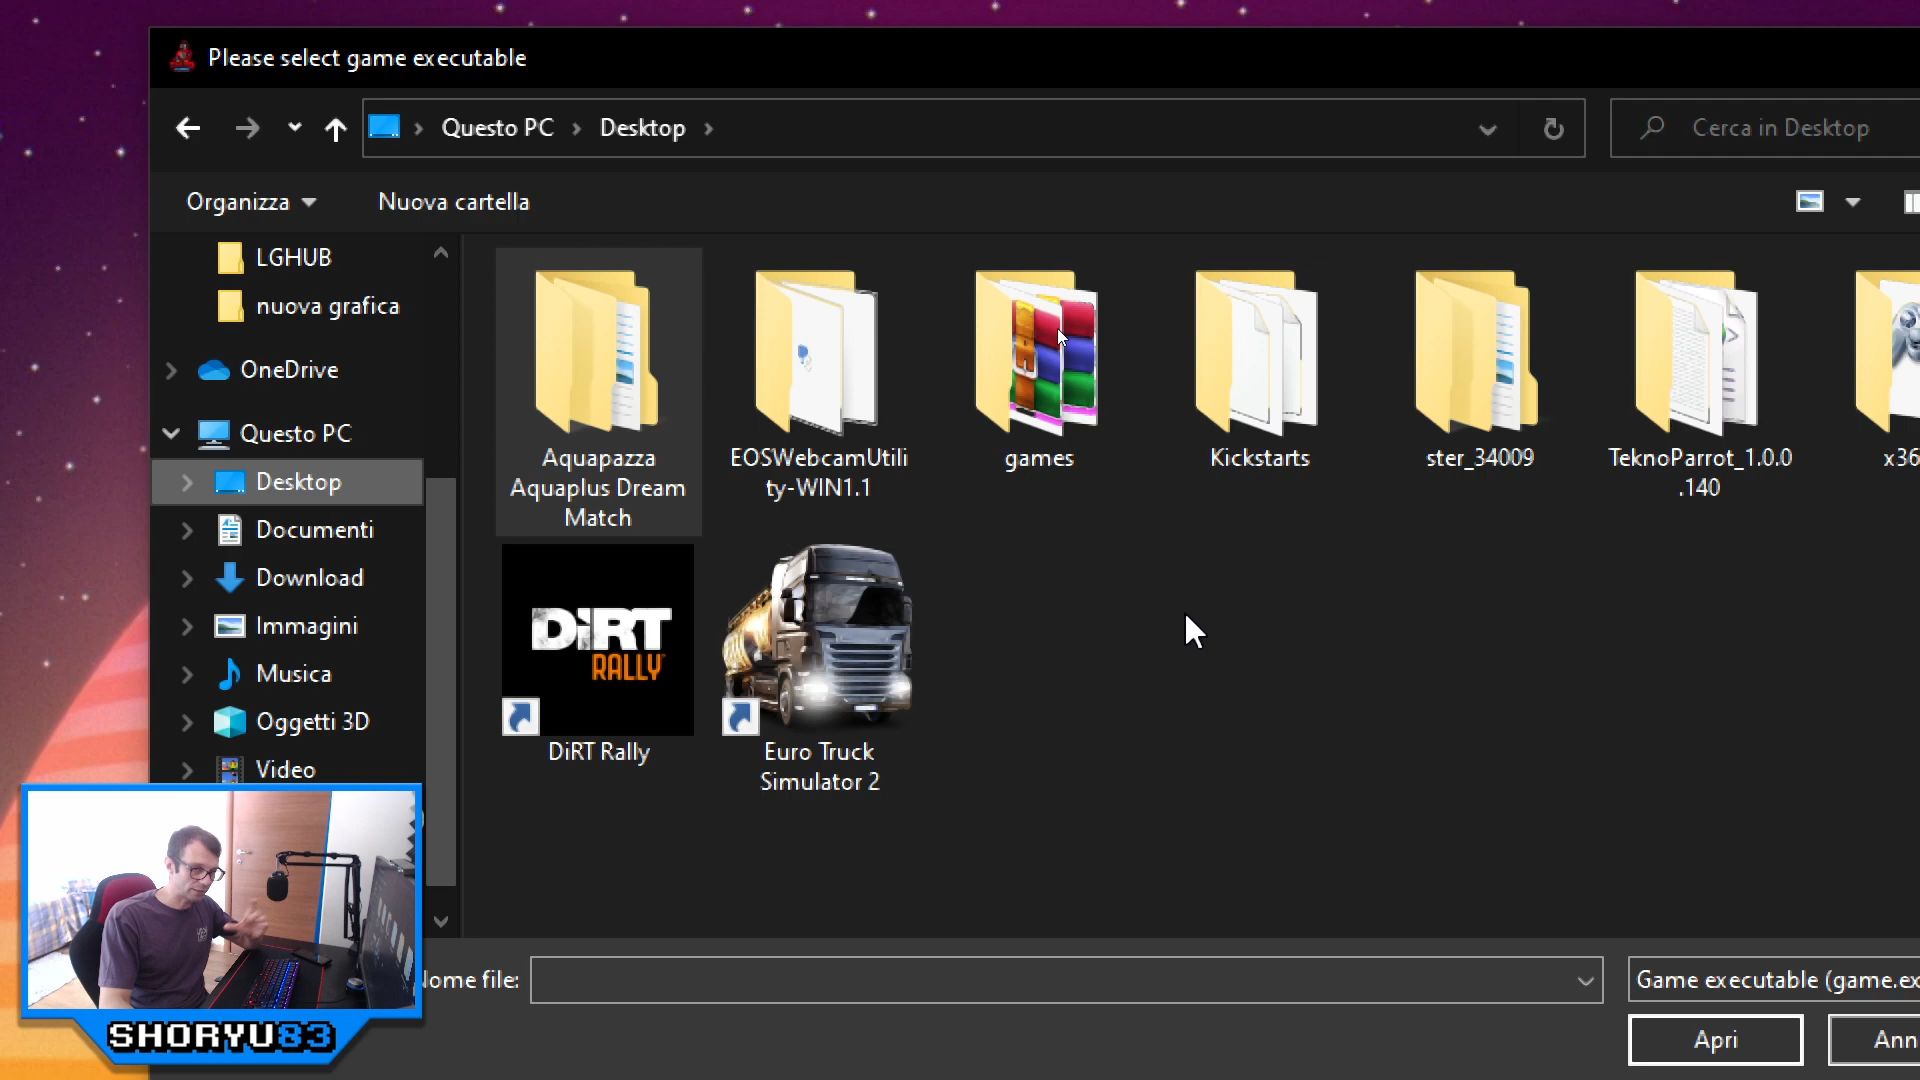 Please select game executable
Questo PC
Desktop
Cerca in Desktop
Organizza
Nuova cartella
LGHUB
nuova grafica
OneDrive
Questo PC
Desktop
Documenti
Download
Immagini
Musica
Oggetti 3D
Video
Aquapazza
Aquaplus Dream
Match
EOSWebcamUtili
ty-WIN1.1
games
Kickstarts
ster_34009
TeknoParrot_1.0.0
.140
x36
DiRT
RALLY
DiRT Rally
Euro Truck
Simulator 2
ome file:
Game executable (game.ex
Apri
Ann
SHORYU83